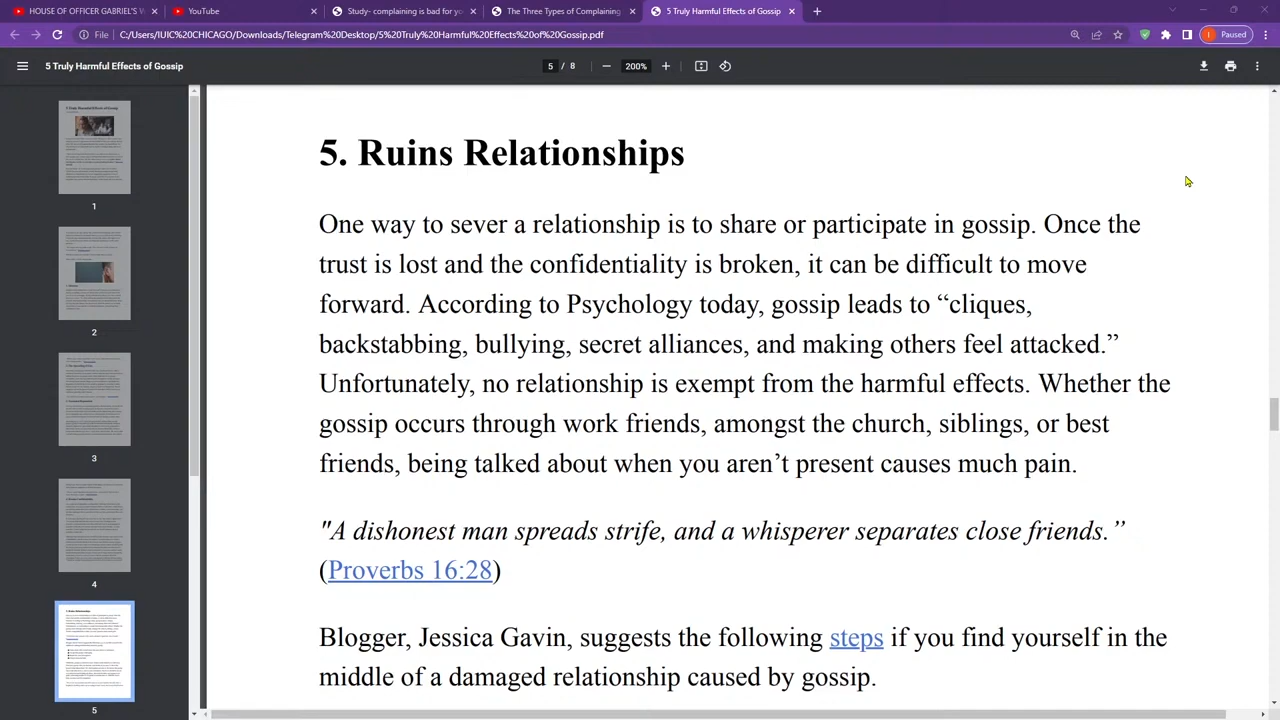 HOUSE OF OFFICER GABRIEL'S W
YouTube
Study- complaining is bad for yo
The Three Types of Complaining
5 Truly Harmful Effects of Gossip
File
C:/Users/IUIC%20CHICAGO/Downloads/Telegram%20Desktop/5%20Truly%20Harmful%20Effects%20of%20Gossip.pdf
I
Paused
5 Truly Harmful Effects of Gossip
5 / 8
200%
1
2
3
4
5
5. Ruins Relationships
One way to sever a relationship is to share or participate in gossip. Once the
trust is lost and the confidentiality is broken, it can be difficult to move
forward. According to Psychology today, gossip leads to “cliques,
backstabbing, bullying, secret alliances, and making others feel attacked.”
Unfortunately, no relationship is exempt from the harmful effects. Whether the
gossip occurs through work friends, amongst the church, siblings, or best
friends, being talked about when you aren’t present causes much pain.
"A dishonest man spreads strife, and a whisperer separates close friends.”
(Proverbs 16:28)
Blogger, Jessica mavin, suggests the following steps if you find yourself in the
middle of a damaged relationship caused by gossip.